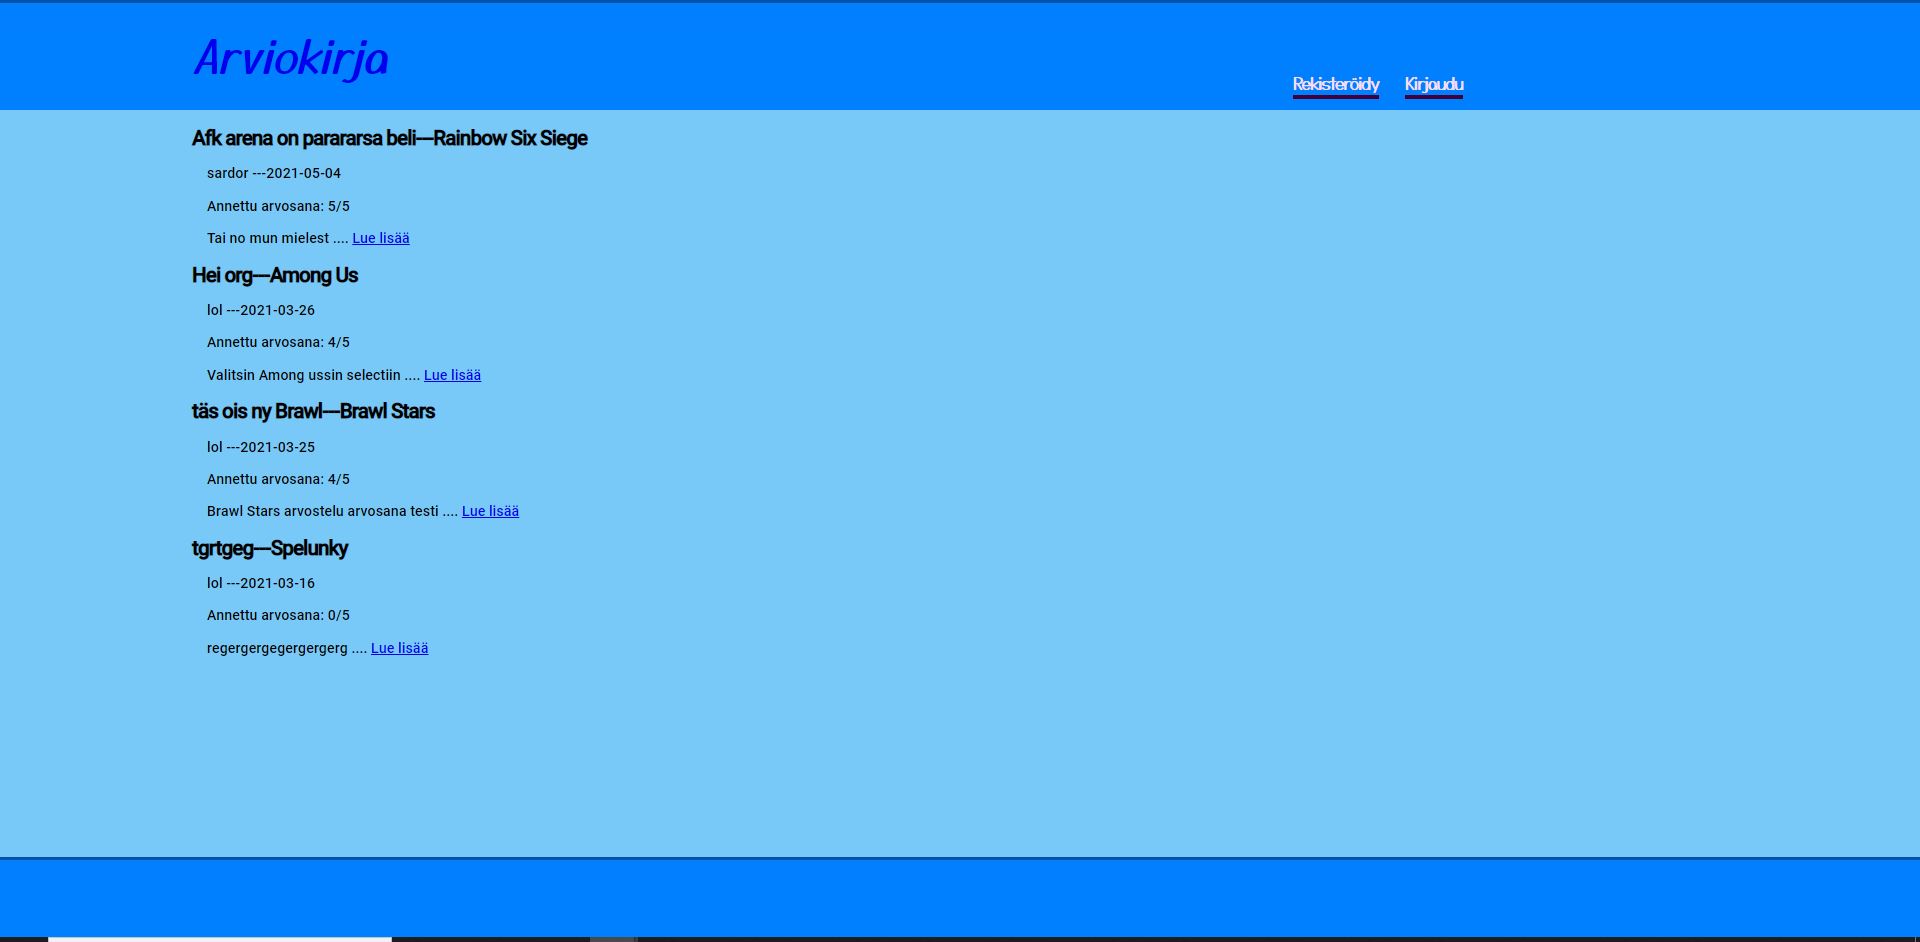 Arviokirja
Rekisteröidy Kirjaudu
Afk arena on parararsa beli---Rainbow Six Siege
sardor ---2021-05-04
Annettu arvosana: 5/5
Tai no mun mielest .... Lue lisää
Hei org---Among Us
lol ---2021-03-26
Annettu arvosana: 4/5
Valitsin Among ussin selectiin .... Lue lisää
täs ois ny Brawl---Brawl Stars
lol ---2021-03-25
Annettu arvosana: 4/5
Brawl Stars arvostelu arvosana testi .... Lue lisää
tgrtgeg---Spelunky
lol ---2021-03-16
Annettu arvosana: 0/5
regergergegergergerg .... Lue lisää